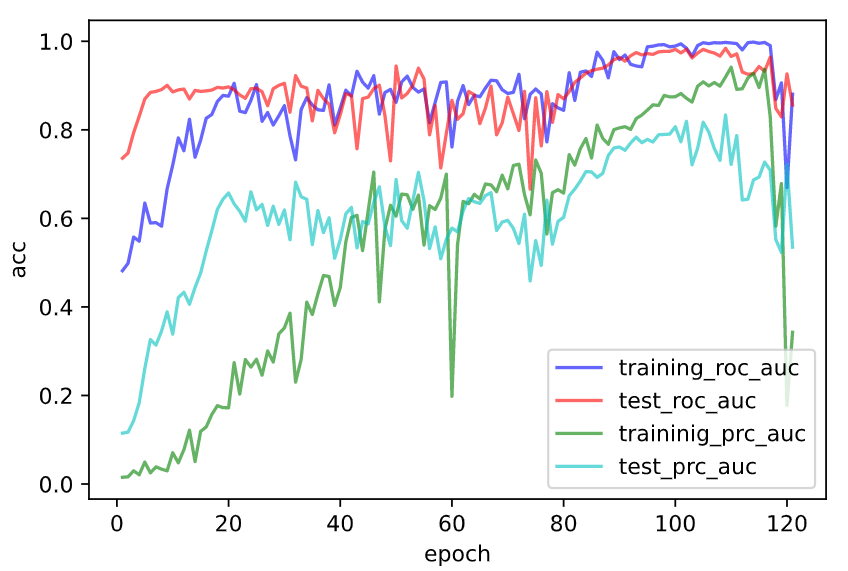 1.0
0.8
0.6
0.4
0.2
0.0
acc
0 20 40 60 80 100 120
epoch
training_roc_auc
test_roc_auc
traininig_prc_auc
test_prc_auc